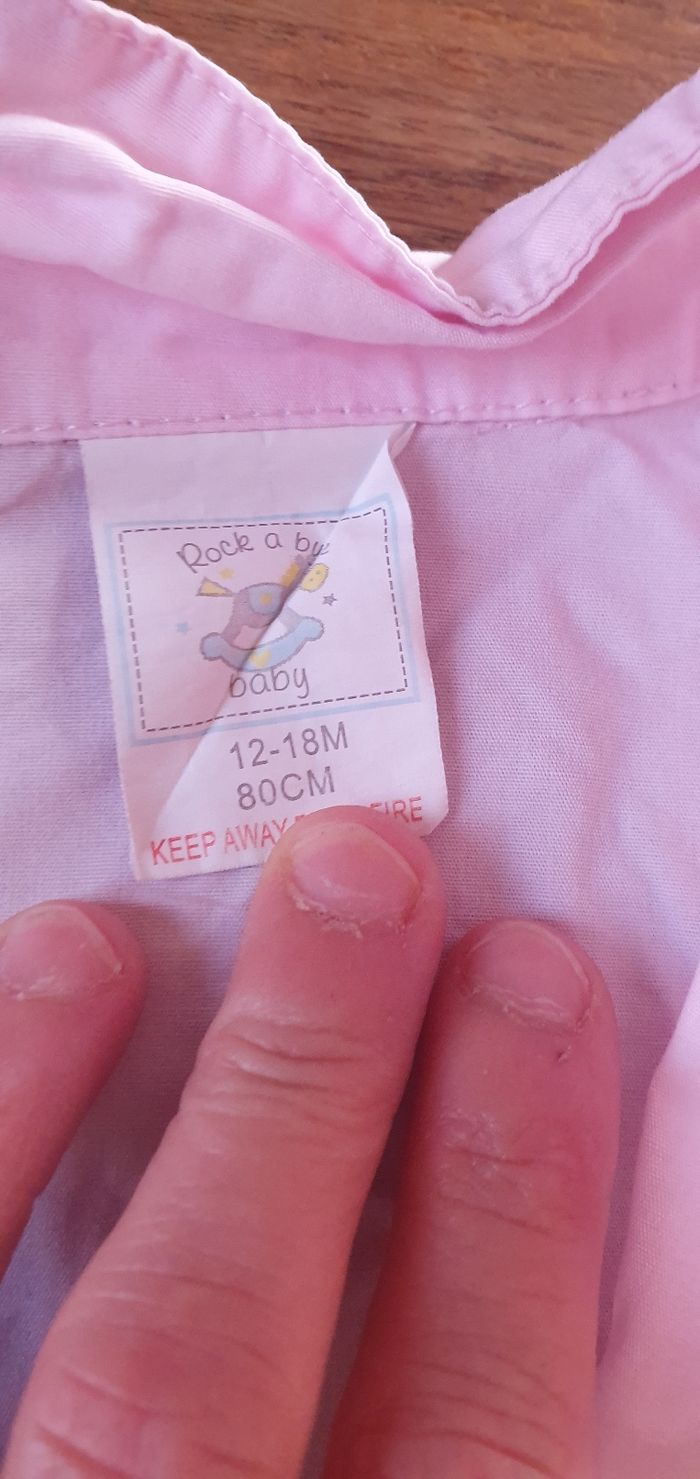 Rock a by
baby
12-18M
80CM
KEEP AWAY FIRE